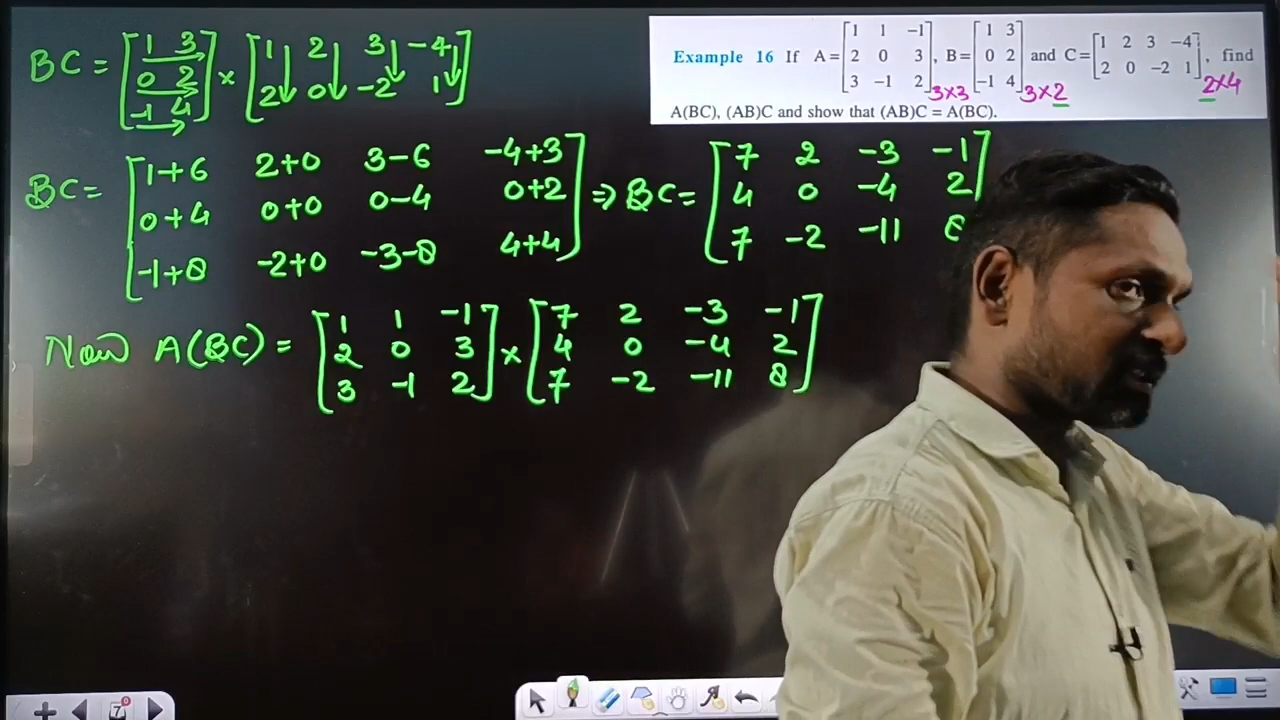 Example 16 If A = [1 1 -1; 2 0 3; 3 -1 2] 3×3, B = [1 3; 0 2; -1 4] 3×2 and C = [1 2 3 -4; 2 0 -2 1] 2×4, find
A(BC), (AB)C and show that (AB)C = A(BC).
BC = [1 3; 0 2; -1 4] × [1 2 3 -4; 2 0 -2 1]
BC = [1+6 2+0 3-6 -4+3; 0+4 0+0 0-4 0+2; -1+8 -2+0 -3-8 4+4] ⇒ BC = [7 2 -3 -1; 4 0 -4 2; 7 -2 -11 8]
Now A(BC) = [1 1 -1; 2 0 3; 3 -1 2] × [7 2 -3 -1; 4 0 -4 2; 7 -2 -11 8]
7